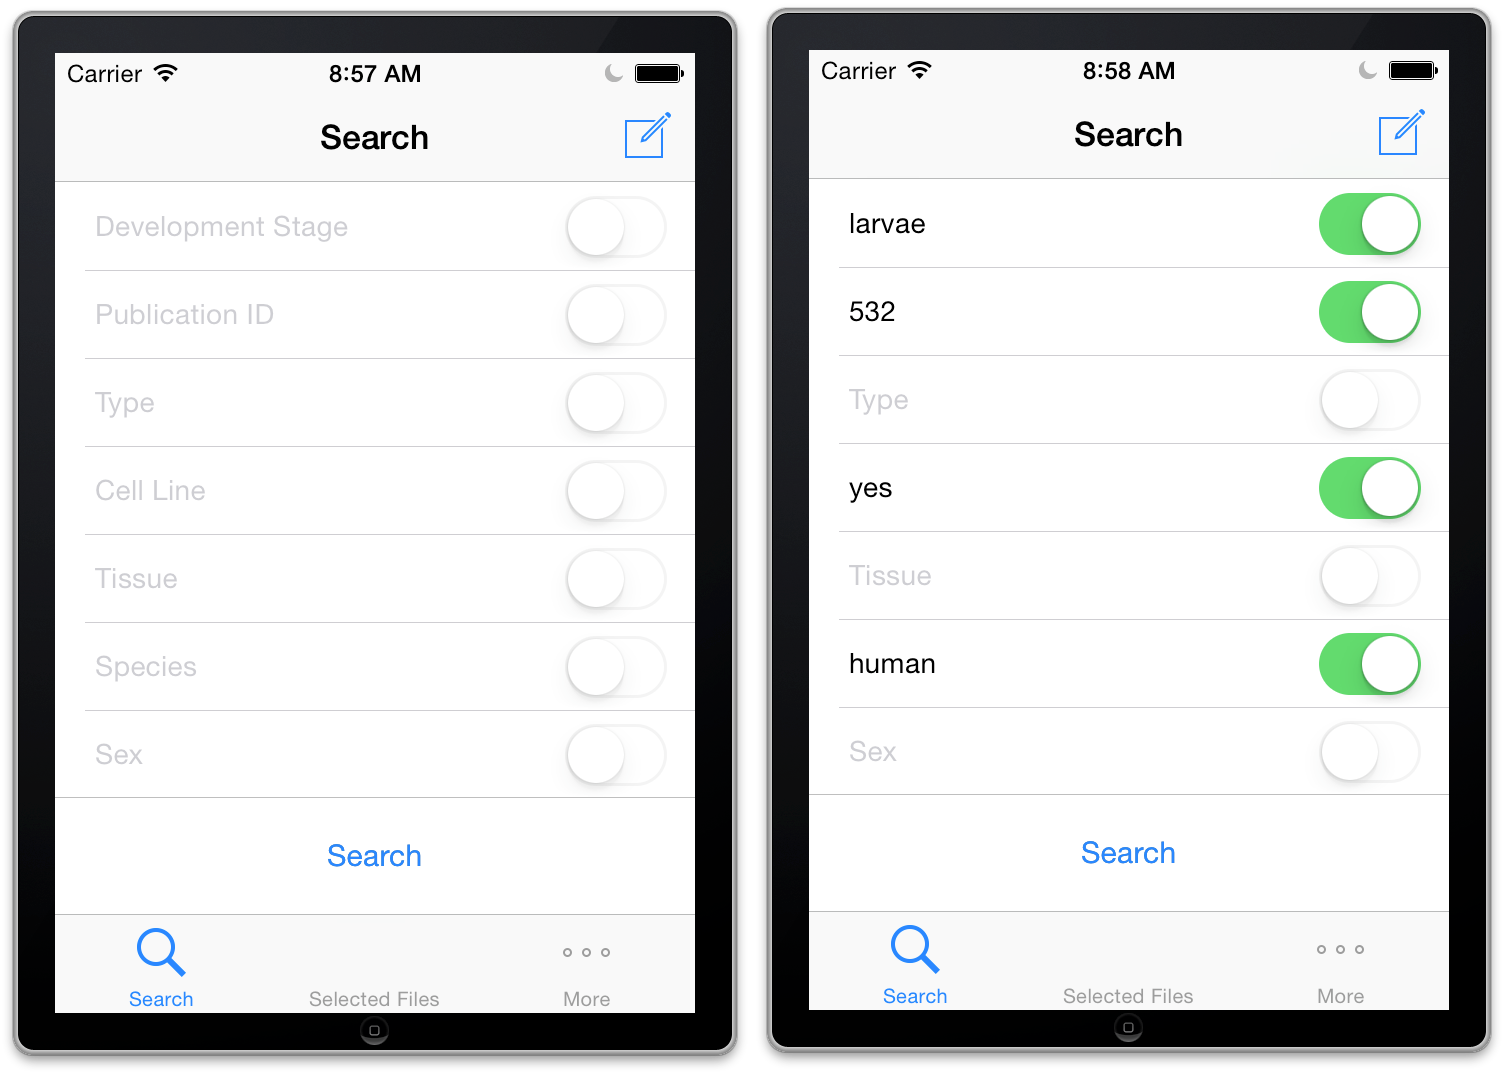 Carrier 8:57 AM
Search
Development Stage
Publication ID
Type
Cell Line
Tissue
Species
Sex
Search
Search Selected Files More
Carrier 8:58 AM
Search
larvae
532
Type
yes
Tissue
human
Sex
Search
Search Selected Files More